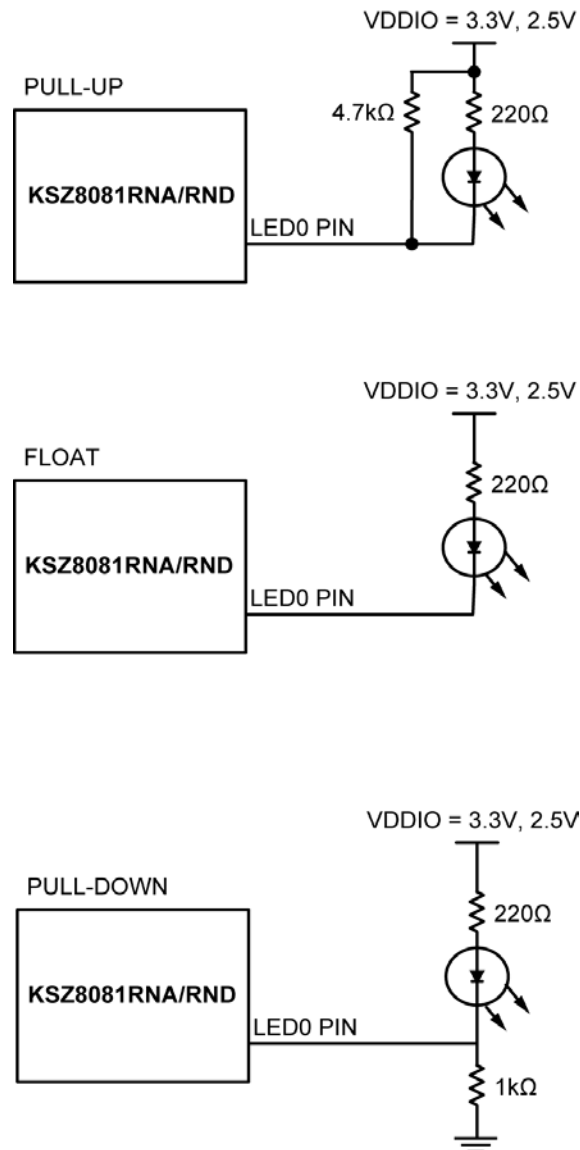 VDDIO = 3.3V, 2.5V
PULL-UP
4.7kΩ
220Ω
KSZ8081RNA/RND
LED0 PIN
VDDIO = 3.3V, 2.5V
FLOAT
220Ω
KSZ8081RNA/RND
LED0 PIN
VDDIO = 3.3V, 2.5V
PULL-DOWN
220Ω
KSZ8081RNA/RND
LED0 PIN
1kΩ